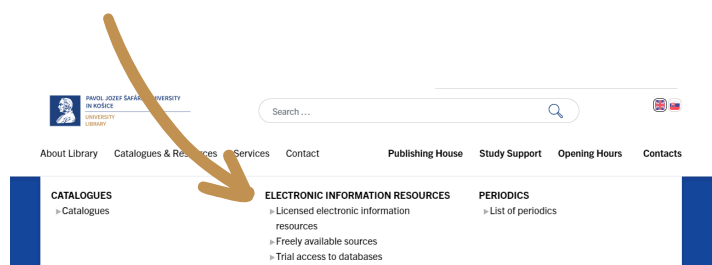 PAVOL JOZEF ŠAFÁRIK UNIVERSITY
IN KOŠICE
UNIVERSITY
LIBRARY
Search ...
About Library Catalogues & Resources Services Contact Publishing House Study Support Opening Hours Contacts
CATALOGUES ELECTRONIC INFORMATION RESOURCES PERIODICS
Catalogues Licensed electronic information List of periodics
resources
Freely available sources
Trial access to databases